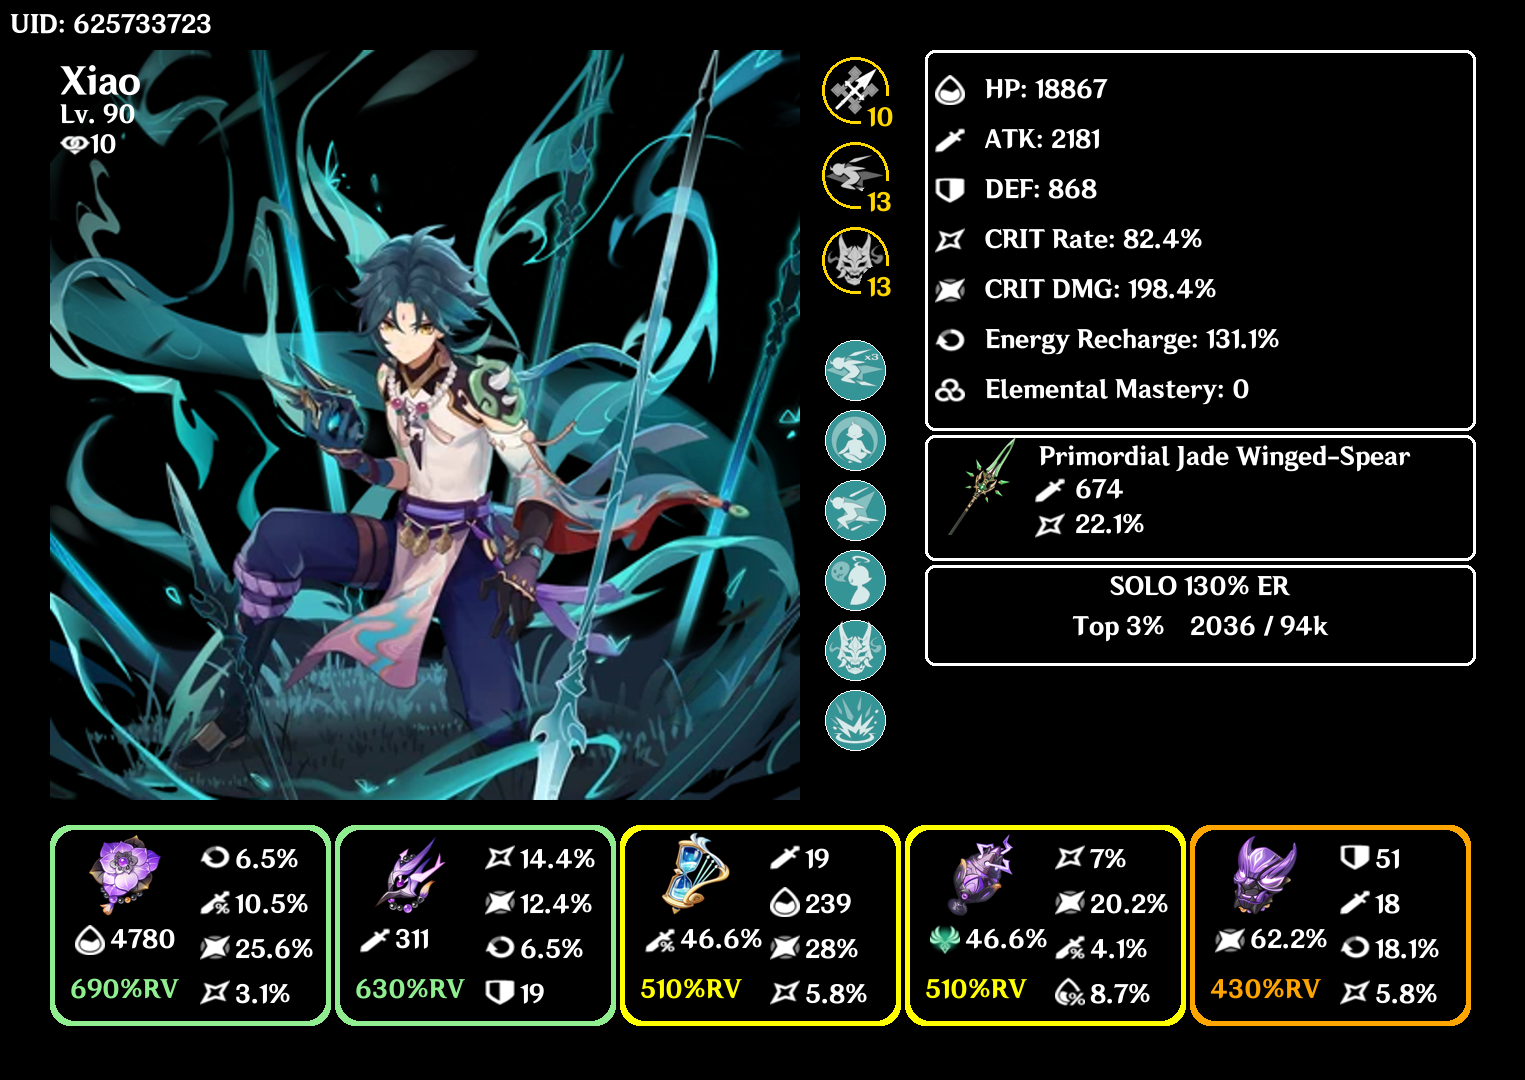 UID: 625733723
Xiao
Lv. 90
10
10
13
13
x3
HP: 18867
ATK: 2181
DEF: 868
CRIT Rate: 82.4%
CRIT DMG: 198.4%
Energy Recharge: 131.1%
Elemental Mastery: 0
Primordial Jade Winged-Spear
674
22.1%
SOLO 130% ER
Top 3% 2036 / 94k
4780
690%RV
6.5%
10.5%
25.6%
3.1%
311
630%RV
14.4%
12.4%
6.5%
19
46.6%
510%RV
19
239
28%
5.8%
46.6%
510%RV
7%
20.2%
4.1%
8.7%
62.2%
430%RV
51
18
18.1%
5.8%